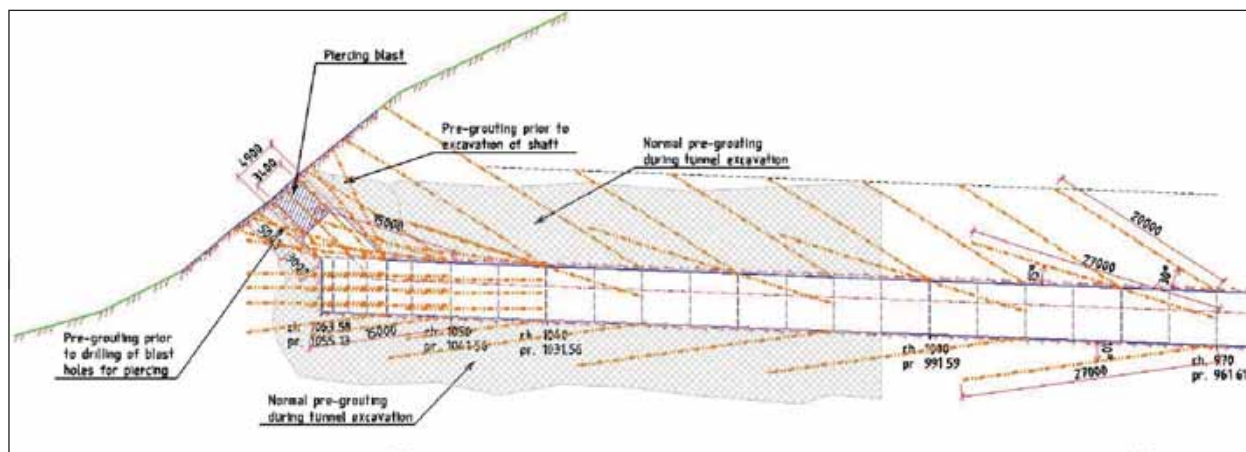 Piercing blast
Pre-grouting prior to
excavation of shaft
Normal pre-grouting
during tunnel excavation
4900
3400
15000
20000
27000
30°
Pre-grouting prior
to drilling of blast
holes for piercing
ch. 1063.58
pr. 1055.13
15000
ch. 1050
pr. 1041.56
ch. 1040
pr. 1031.56
ch. 1000
pr. 991.59
27000
ch. 970
pr. 961.61
Normal pre-grouting
during tunnel excavation